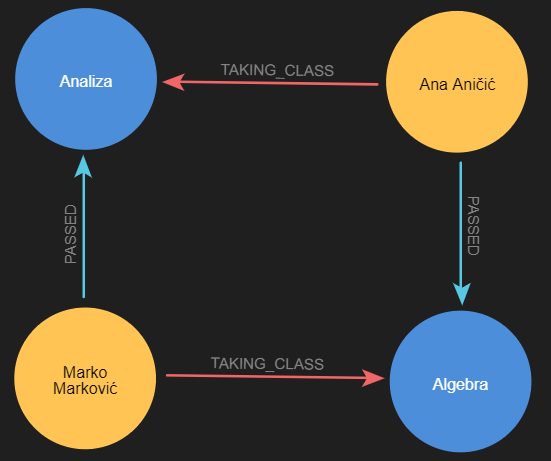 Analiza
TAKING_CLASS
Ana Aničić
PASSED
PASSED
Marko
Marković
TAKING_CLASS
Algebra